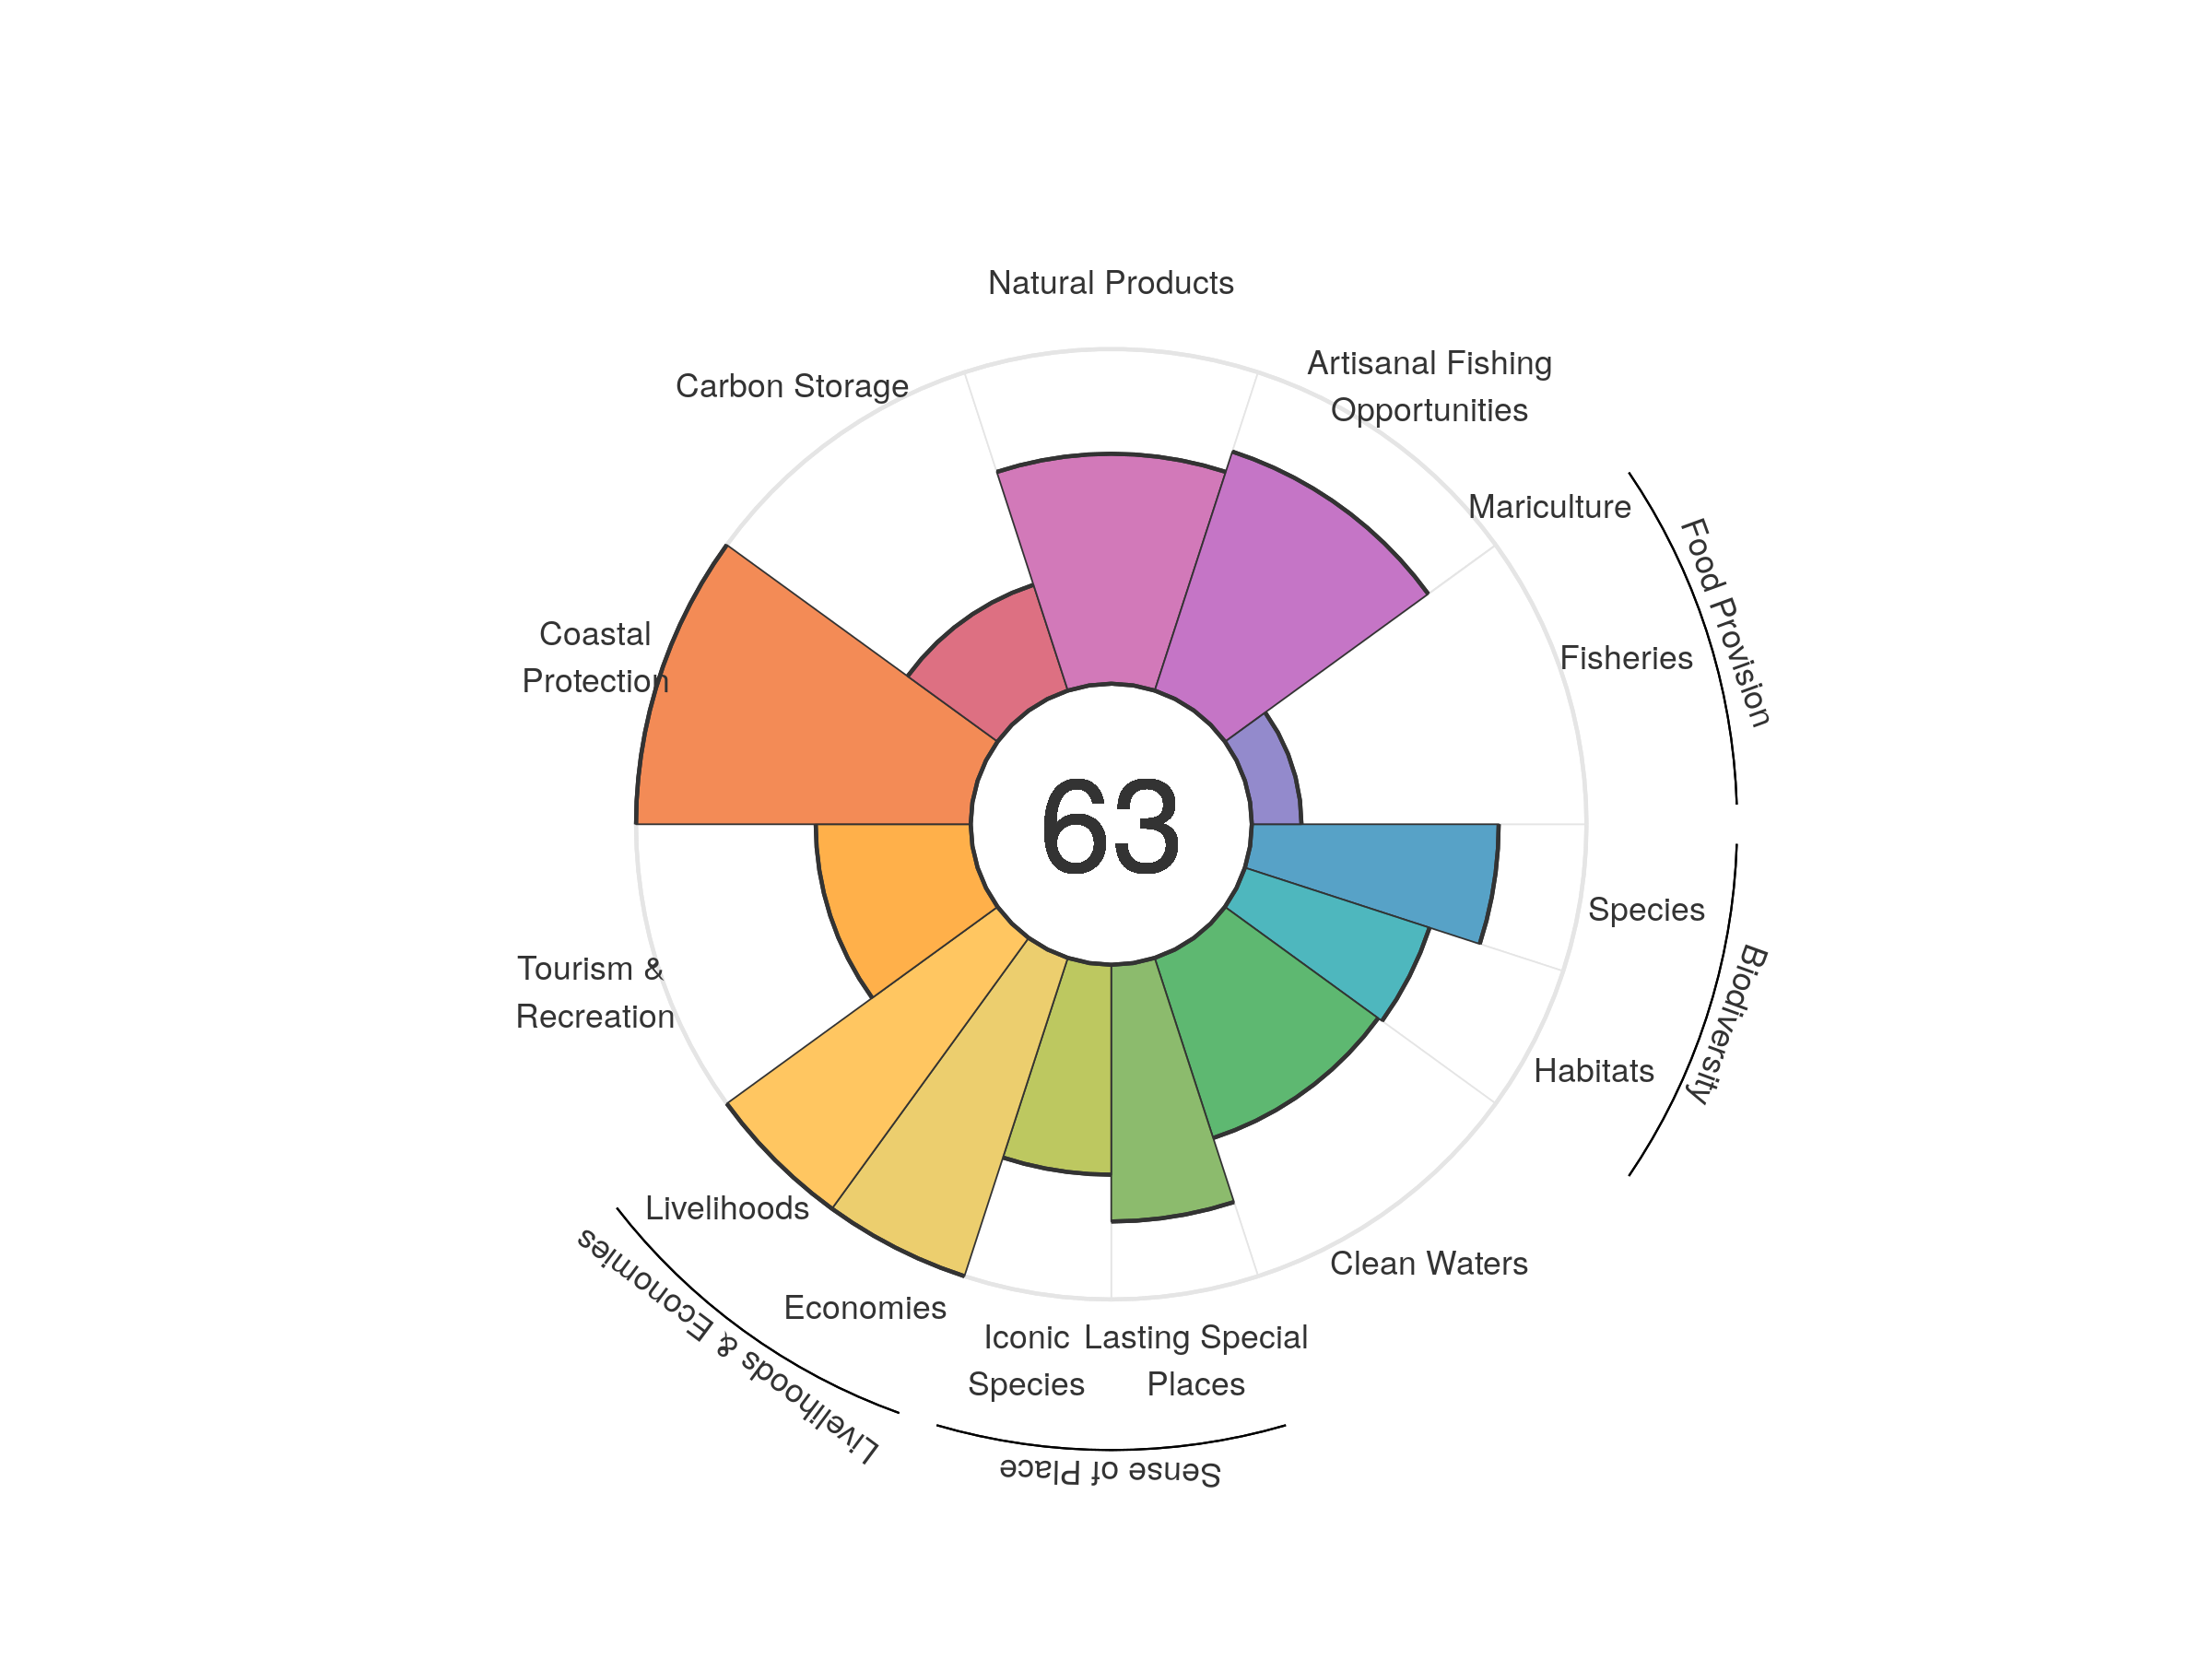 Natural Products
Artisanal Fishing
Opportunities
Carbon Storage
Mariculture
Food Provision
Fisheries
Coastal
Protection
63
Species
Biodiversity
Tourism &
Recreation
Habitats
Livelihoods
Clean Waters
Livelihoods & Economies
Economies
Iconic
Species
Lasting Special
Places
Sense of Place